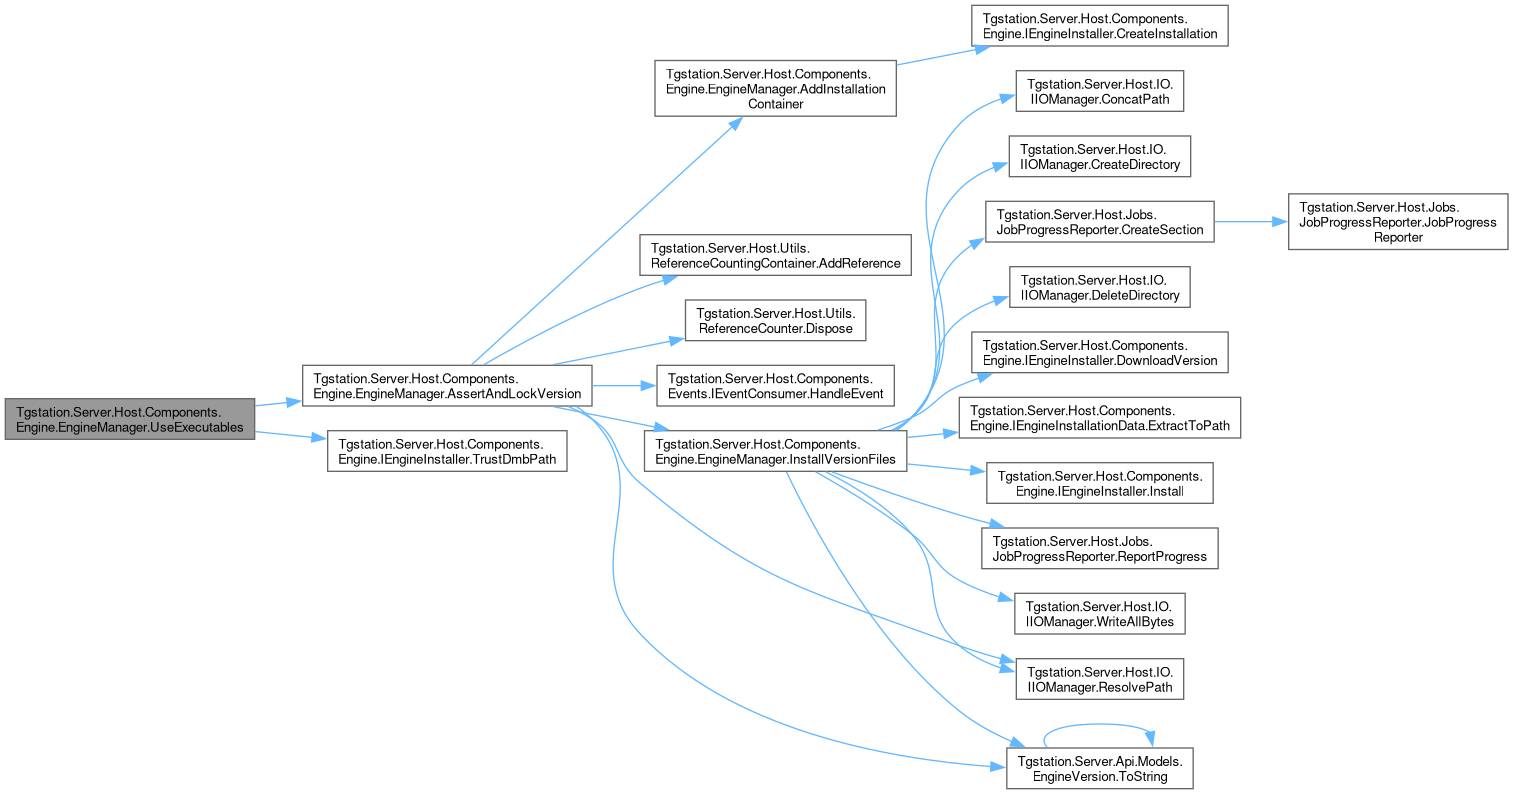 Tgstation.Server.Host.Components.
Engine.IEngineInstaller.CreateInstallation
Tgstation.Server.Host.Components.
Engine.EngineManager.AddInstallation
Container
Tgstation.Server.Host.IO.
IIOManager.ConcatPath
Tgstation.Server.Host.IO.
IIOManager.CreateDirectory
Tgstation.Server.Host.Jobs.
JobProgressReporter.CreateSection
Tgstation.Server.Host.Jobs.
JobProgressReporter.JobProgress
Reporter
Tgstation.Server.Host.Utils.
ReferenceCountingContainer.AddReference
Tgstation.Server.Host.IO.
IIOManager.DeleteDirectory
Tgstation.Server.Host.Utils.
ReferenceCounter.Dispose
Tgstation.Server.Host.Components.
Engine.IEngineInstaller.DownloadVersion
Tgstation.Server.Host.Components.
Engine.EngineManager.AssertAndLockVersion
Tgstation.Server.Host.Components.
Events.IEventConsumer.HandleEvent
Tgstation.Server.Host.Components.
Engine.EngineManager.UseExecutables
Tgstation.Server.Host.Components.
Engine.IEngineInstallationData.ExtractToPath
Tgstation.Server.Host.Components.
Engine.IEngineInstaller.TrustDmbPath
Tgstation.Server.Host.Components.
Engine.EngineManager.InstallVersionFiles
Tgstation.Server.Host.Components.
Engine.IEngineInstaller.Install
Tgstation.Server.Host.Jobs.
JobProgressReporter.ReportProgress
Tgstation.Server.Host.IO.
IIOManager.WriteAllBytes
Tgstation.Server.Host.IO.
IIOManager.ResolvePath
Tgstation.Server.Api.Models.
EngineVersion.ToString